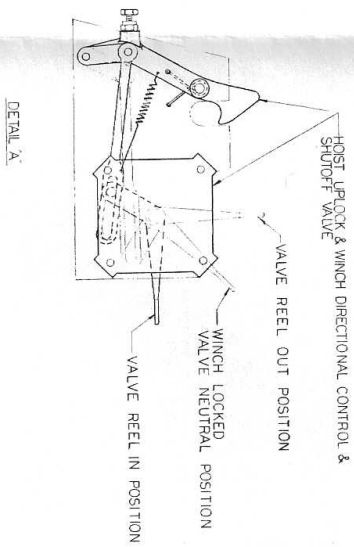 HOIST UPLOCK & WINCH DIRECTIONAL CONTROL &
SHUTOFF VALVE
VALVE REEL OUT POSITION
WINCH LOCKED
VALVE NEUTRAL POSITION
VALVE REEL IN POSITION
DETAIL 'A'